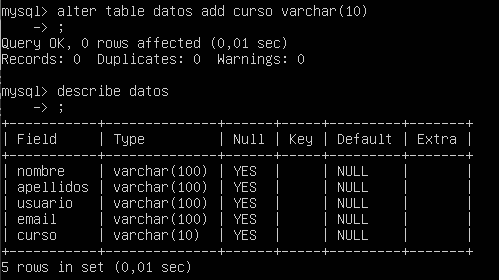 mysql> alter table datos add curso varchar(10)
    -> ;
Query OK, 0 rows affected (0,01 sec)
Records: 0  Duplicates: 0  Warnings: 0

mysql> describe datos
    -> ;
+-----------+--------------+------+-----+---------+-------+
| Field     | Type         | Null | Key | Default | Extra |
+-----------+--------------+------+-----+---------+-------+
| nombre    | varchar(100) | YES  |     | NULL    |       |
| apellidos | varchar(100) | YES  |     | NULL    |       |
| usuario   | varchar(100) | YES  |     | NULL    |       |
| email     | varchar(100) | YES  |     | NULL    |       |
| curso     | varchar(10)  | YES  |     | NULL    |       |
+-----------+--------------+------+-----+---------+-------+
5 rows in set (0,01 sec)